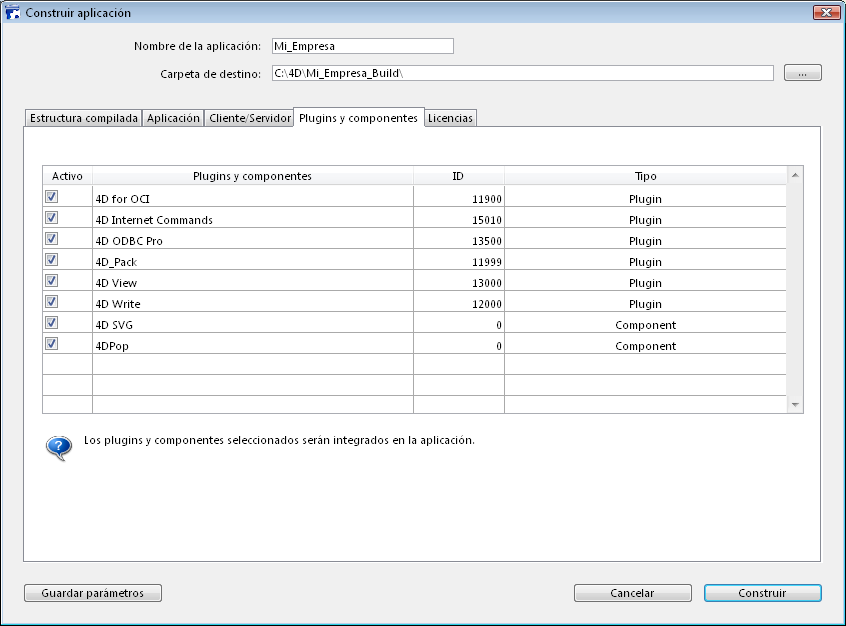 Construir aplicación
Nombre de la aplicación: Mi_Empresa
Carpeta de destino: C:\4D\Mi_Empresa_Build\ ...
Estructura compilada Aplicación Cliente/Servidor Plugins y componentes Licencias
Activo Plugins y componentes ID Tipo
4D for OCI 11900 Plugin
4D Internet Commands 15010 Plugin
4D ODBC Pro 13500 Plugin
4D_Pack 11999 Plugin
4D View 13000 Plugin
4D Write 12000 Plugin
4D SVG 0 Component
4DPop 0 Component
? Los plugins y componentes seleccionados serán integrados en la aplicación.
Guardar parámetros Cancelar Construir